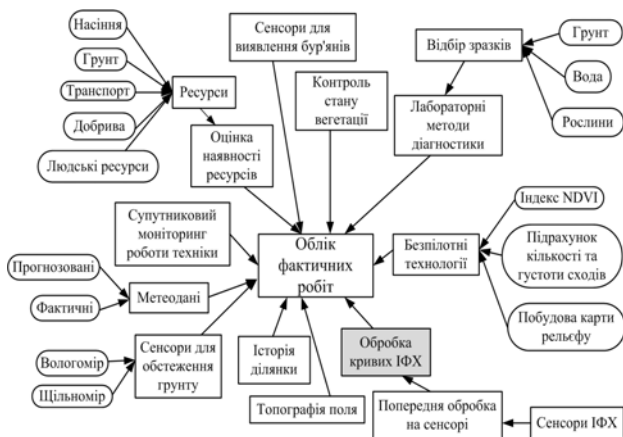 Насіння
Грунт
Транспорт
Добрива
Людські ресурси
Ресурси
Оцінка
наявності
ресурсів
Сенсори для
виявлення бур'янів
Контроль
стану
вегетації
Відбір зразків
Грунт
Вода
Рослини
Лабораторні
методи
діагностики
Супутниковий
моніторинг
роботи техніки
Облік
фактичних
робіт
Безпілотні
технології
Індекс NDVI
Підрахунок
кількості та
густоти сходів
Побудова карти
рельєфу
Прогнозовані
Фактичні
Метеодані
Вологомір
Щільномір
Сенсори для
обстеження
грунту
Історія
ділянки
Топографія поля
Обробка
кривих ІФХ
Попередня обробка
на сенсорі
Сенсори ІФХ